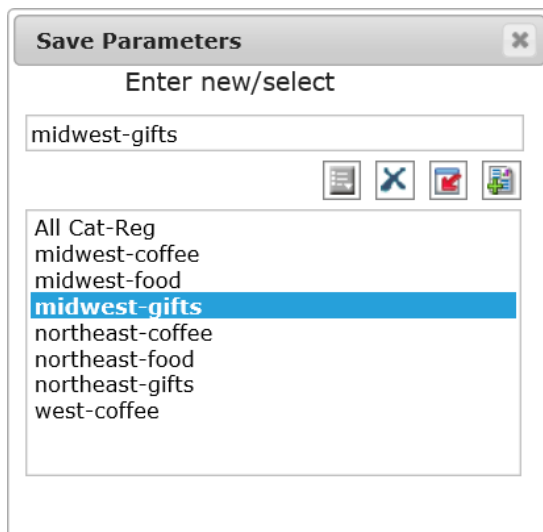 Save Parameters
Enter new/select
midwest-gifts
All Cat-Reg
midwest-coffee
midwest-food
midwest-gifts
northeast-coffee
northeast-food
northeast-gifts
west-coffee